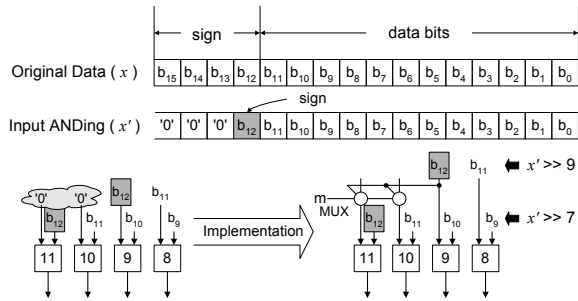 sign data bits
Original Data ( x ) b15 b14 b13 b12 b11 b10 b9 b8 b7 b6 b5 b4 b3 b2 b1 b0
sign
Input ANDing ( x' ) '0' '0' '0' b12 b11 b10 b9 b8 b7 b6 b5 b4 b3 b2 b1 b0
'0' '0' b12 b11
b12 b11 b10 b9
11 10 9 8
Implementation
b12 b11 x' >> 9
m
MUX
b12 b11 b10 b9 x' >> 7
11 10 9 8